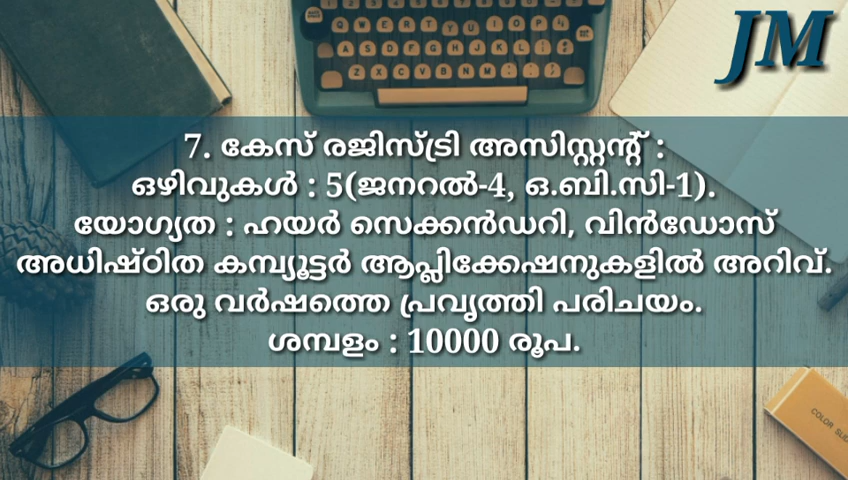 JM
7. കേസ് രജിസ്ട്രി അസിസ്റ്റന്റ് :
ഒഴിവുകൾ : 5(ജനറൽ-4, ഒ.ബി.സി-1).
യോഗ്യത : ഹയർ സെക്കൻഡറി, വിൻഡോസ്
അധിഷ്ഠിത കമ്പ്യൂട്ടർ ആപ്ലിക്കേഷനുകളിൽ അറിവ്.
ഒരു വർഷത്തെ പ്രവൃത്തി പരിചയം.
ശമ്പളം : 10000 രൂപ.
Q W E R T Y U I O P
A S D F G H J K L
Z X C V B N M
COLOR